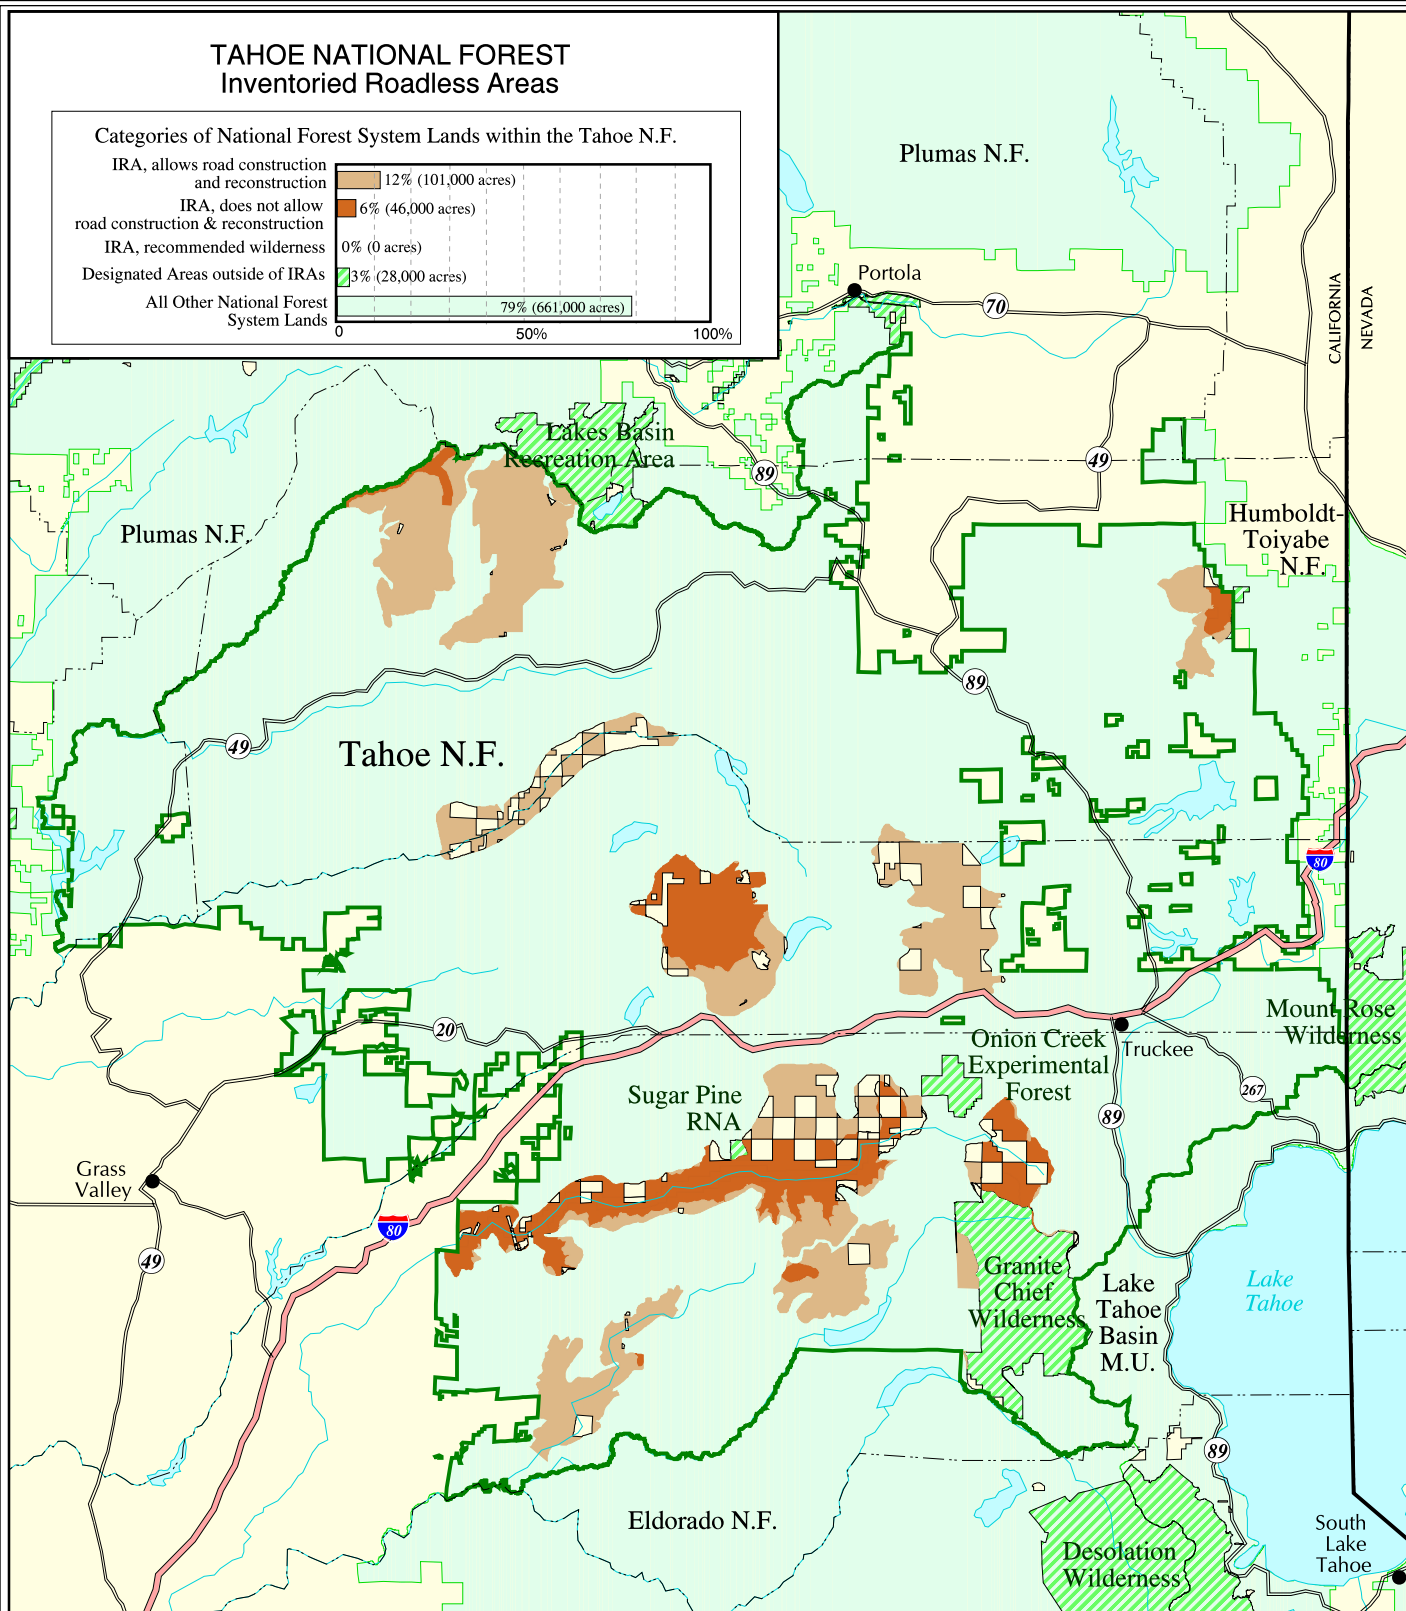 TAHOE NATIONAL FOREST
Inventoried Roadless Areas
Categories of National Forest System Lands within the Tahoe N.F.
IRA, allows road construction
and reconstruction
12% (101,000 acres)
IRA, does not allow
road construction & reconstruction
6% (46,000 acres)
IRA, recommended wilderness
0% (0 acres)
Designated Areas outside of IRAs
3% (28,000 acres)
All Other National Forest
System Lands
79% (661,000 acres)
0
50%
100%
Plumas N.F.
Portola
70
CALIFORNIA
NEVADA
Lakes Basin
Recreation Area
89
49
Plumas N.F.
Humboldt-
Toiyabe
N.F.
89
49
Tahoe N.F.
80
20
Mount Rose
Wilderness
Onion Creek
Experimental
Forest
Truckee
267
89
Sugar Pine
RNA
Grass
Valley
80
49
Granite
Chief
Wilderness
Lake
Tahoe
Basin
M.U.
Lake
Tahoe
89
Eldorado N.F.
Desolation
Wilderness
South
Lake
Tahoe